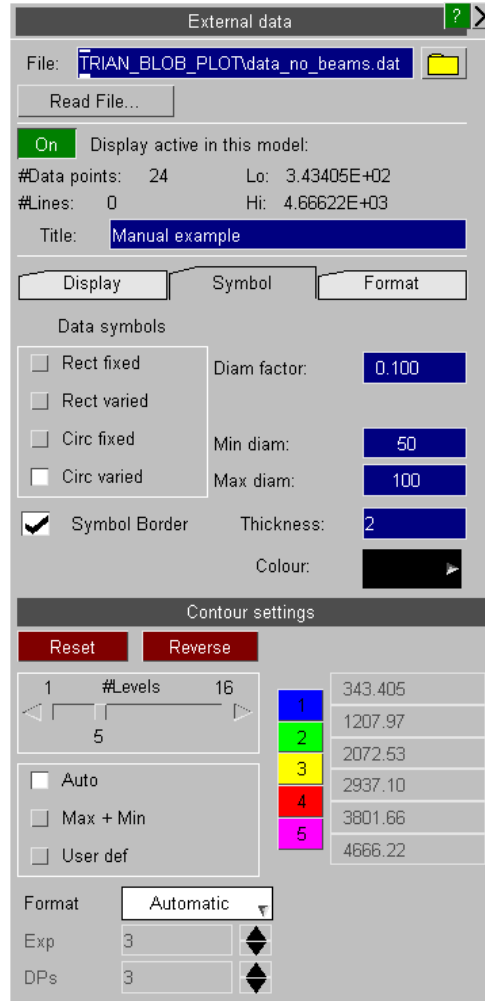 External data
?
File: TRIAN_BLOB_PLOT\data_no_beams.dat
Read File...
On Display active in this model:
#Data points: 24 Lo: 3.43405E+02
#Lines: 0 Hi: 4.66622E+03
Title: Manual example
Display Symbol Format
Data symbols
Rect fixed
Diam factor: 0.100
Rect varied
Circ fixed
Min diam: 50
Circ varied
Max diam: 100
Symbol Border Thickness: 2
Colour:
Contour settings
Reset Reverse
1 #Levels 16
5
1
2
3
4
5
343.405
1207.97
2072.53
2937.10
3801.66
4666.22
Auto
Max + Min
User def
Format Automatic
Exp 3
DPs 3